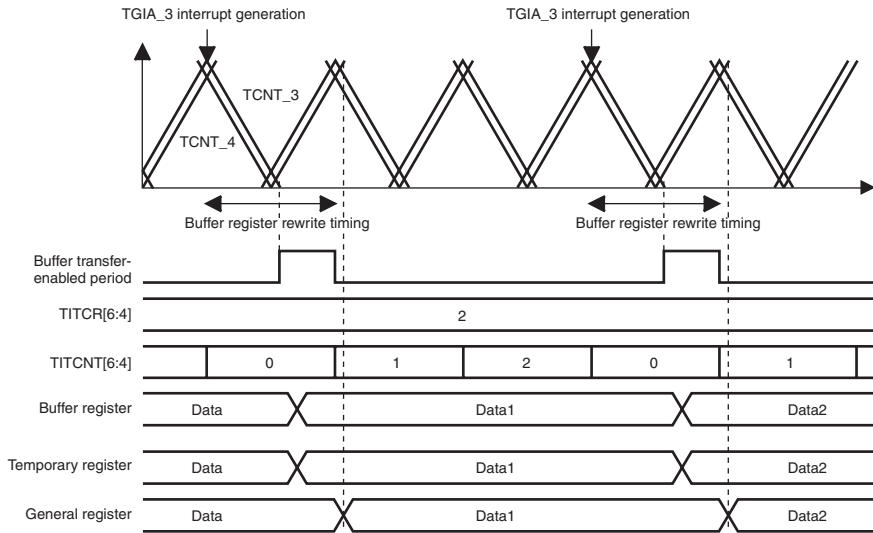 TGIA_3 interrupt generation
TGIA_3 interrupt generation
TCNT_3
TCNT_4
Buffer register rewrite timing
Buffer register rewrite timing
Buffer transfer-
enabled period
TITCR[6:4]
2
TITCNT[6:4]
0
1
2
0
1
Buffer register
Data
Data1
Data2
Temporary register
Data
Data1
Data2
General register
Data
Data1
Data2